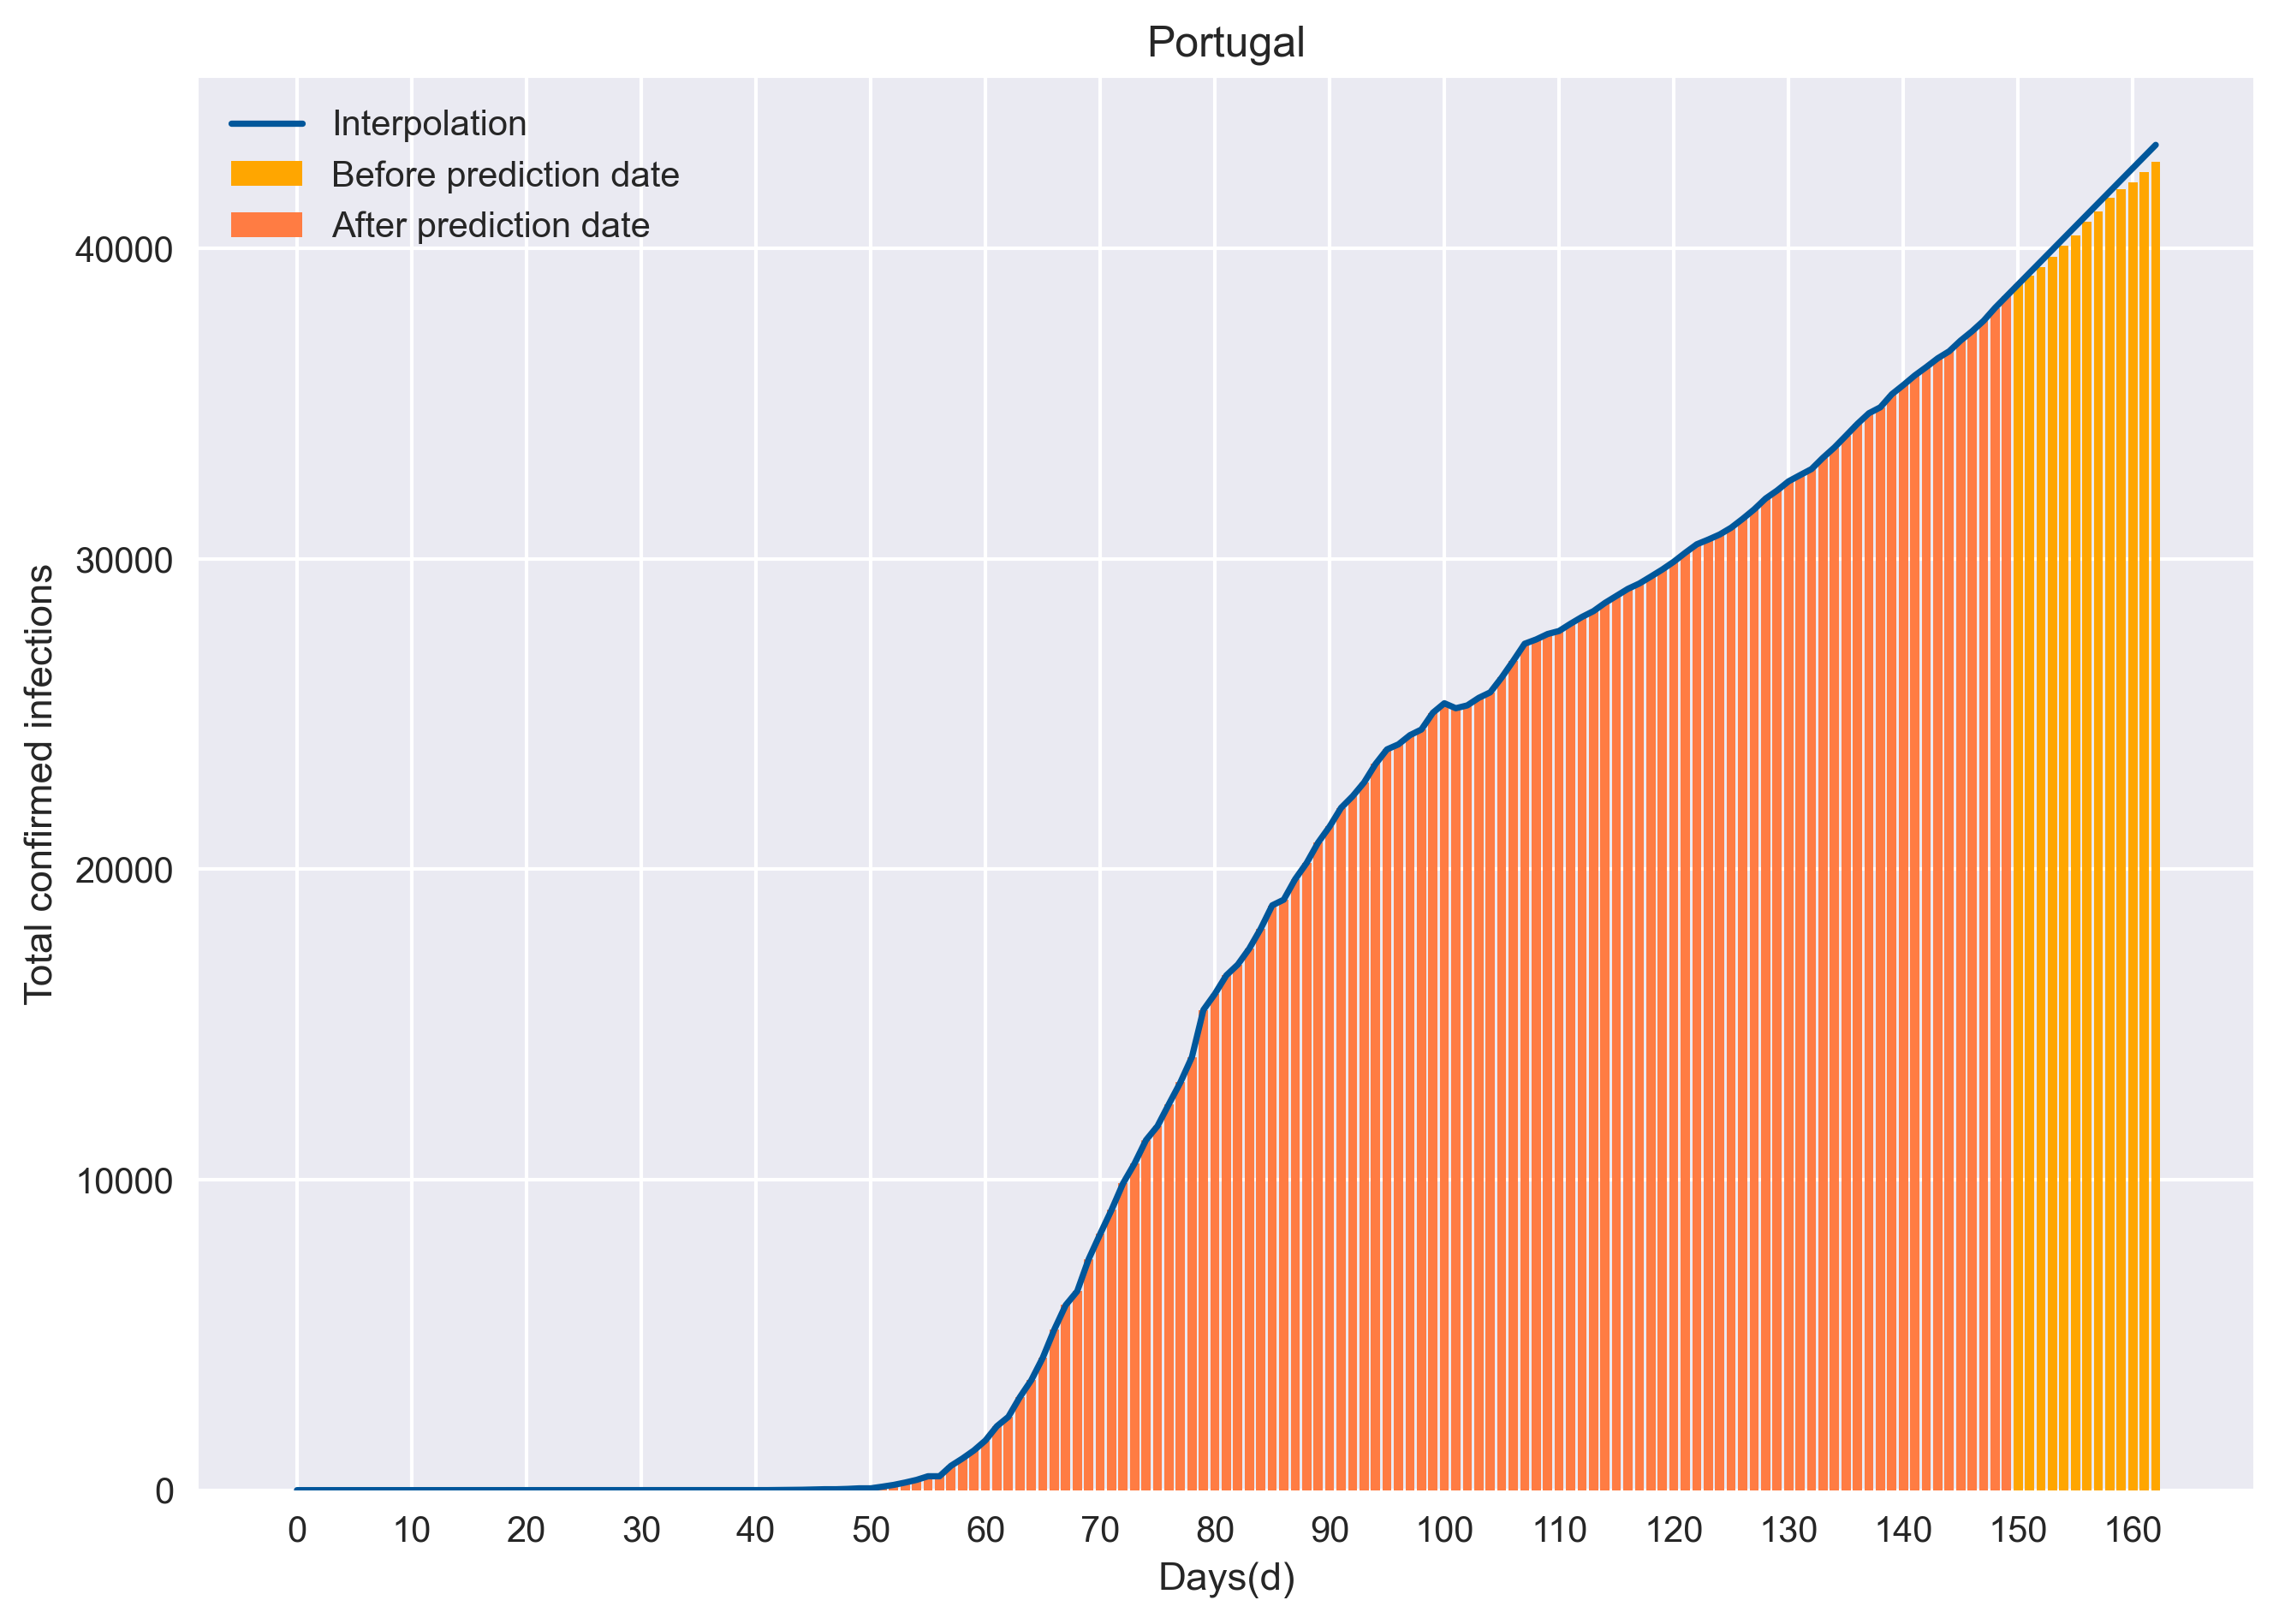 Portugal
Interpolation
Before prediction date
After prediction date
Total confirmed infections
40000
30000
20000
10000
0
0 10 20 30 40 50 60 70 80 90 100 110 120 130 140 150 160
Days(d)